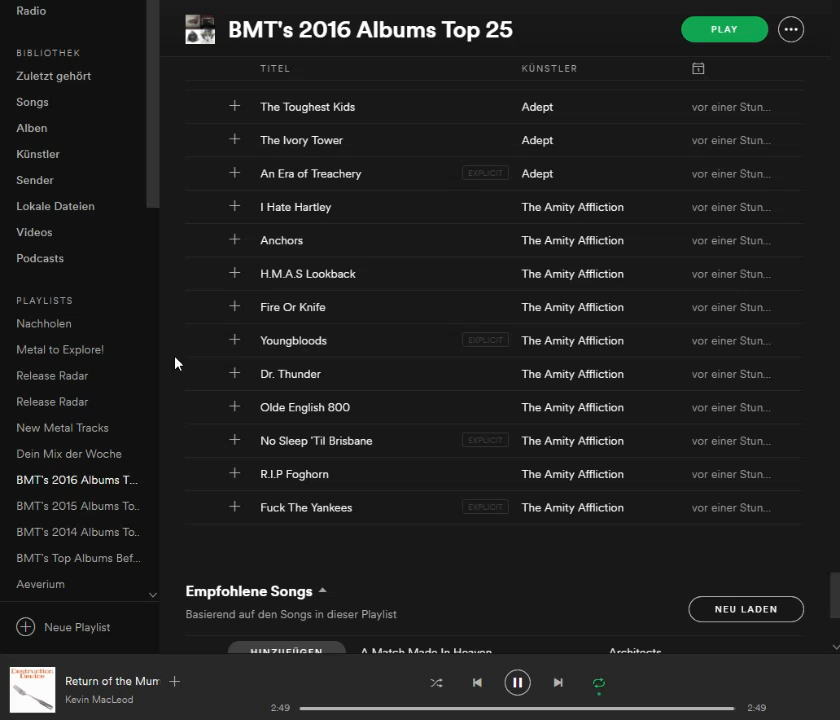 Radio
BIBLIOTHEK
Zuletzt gehört
Songs
Alben
Künstler
Sender
Lokale Dateien
Videos
Podcasts
PLAYLISTS
Nachholen
Metal to Explore!
Release Radar
Release Radar
New Metal Tracks
Dein Mix der Woche
BMT's 2016 Albums T...
BMT's 2015 Albums To..
BMT's 2014 Albums To..
BMT's Top Albums Bef...
Aeverium
Neue Playlist
BMT's 2016 Albums Top 25
PLAY
TITEL KÜNSTLER
The Toughest Kids Adept vor einer Stun...
The Ivory Tower Adept vor einer Stun...
An Era of Treachery EXPLICIT Adept vor einer Stun...
I Hate Hartley The Amity Affliction vor einer Stun...
Anchors The Amity Affliction vor einer Stun...
H.M.A.S Lookback The Amity Affliction vor einer Stun...
Fire Or Knife The Amity Affliction vor einer Stun...
Youngbloods EXPLICIT The Amity Affliction vor einer Stun...
Dr. Thunder The Amity Affliction vor einer Stun...
Olde English 800 The Amity Affliction vor einer Stun...
No Sleep 'Til Brisbane EXPLICIT The Amity Affliction vor einer Stun...
R.I.P Foghorn The Amity Affliction vor einer Stun...
Fuck The Yankees EXPLICIT The Amity Affliction vor einer Stun...
Empfohlene Songs
Basierend auf den Songs in dieser Playlist
NEU LADEN
HINZUFÜGEN A Match Made In Heaven Architects
Destruction Device
Return of the Mum
Kevin MacLeod
2:49 2:49